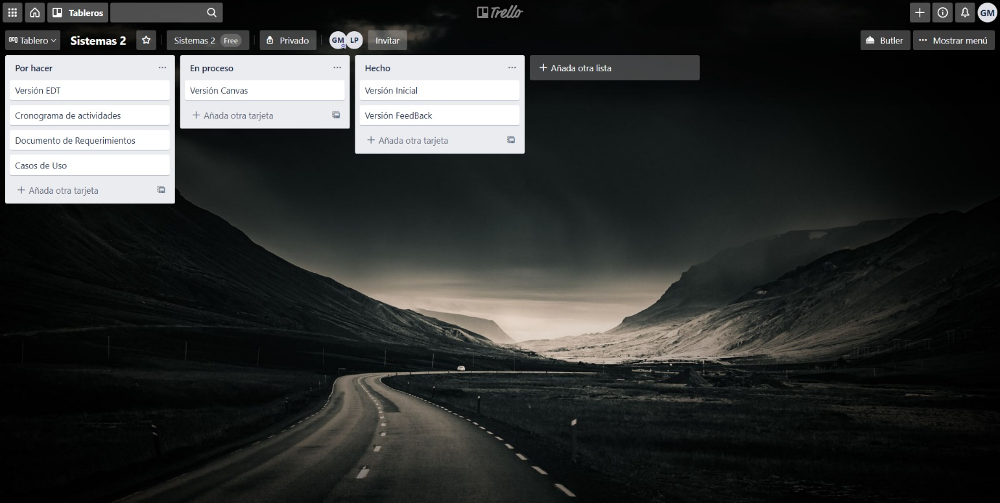 Tableros
Trello
GM
Tablero
Sistemas 2
Sistemas 2 Free
Privado
GM LP
Invitar
Butler
Mostrar menú
Por hacer
Versión EDT
Cronograma de actividades
Documento de Requerimientos
Casos de Uso
Añada otra tarjeta
En proceso
Versión Canvas
Añada otra tarjeta
Hecho
Versión Inicial
Versión FeedBack
Añada otra tarjeta
Añada otra lista